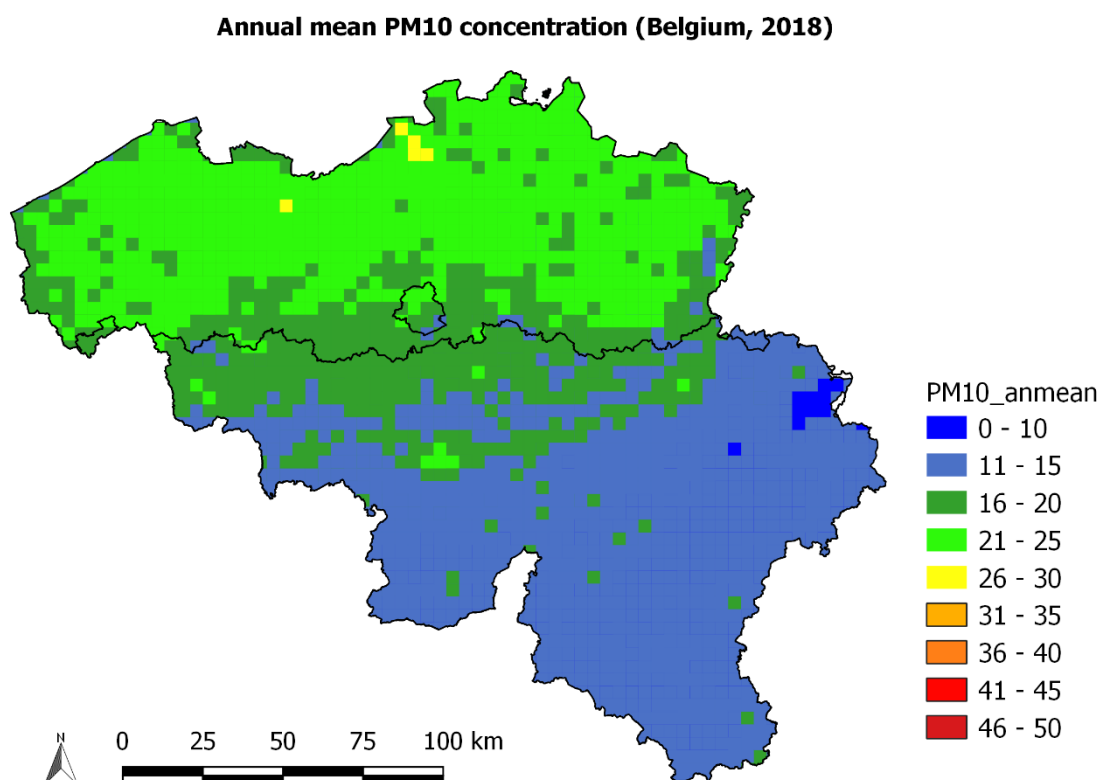 Annual mean PM10 concentration (Belgium, 2018)
PM10_anmean
0 - 10
11 - 15
16 - 20
21 - 25
26 - 30
31 - 35
36 - 40
41 - 45
46 - 50
N
0 25 50 75 100 km